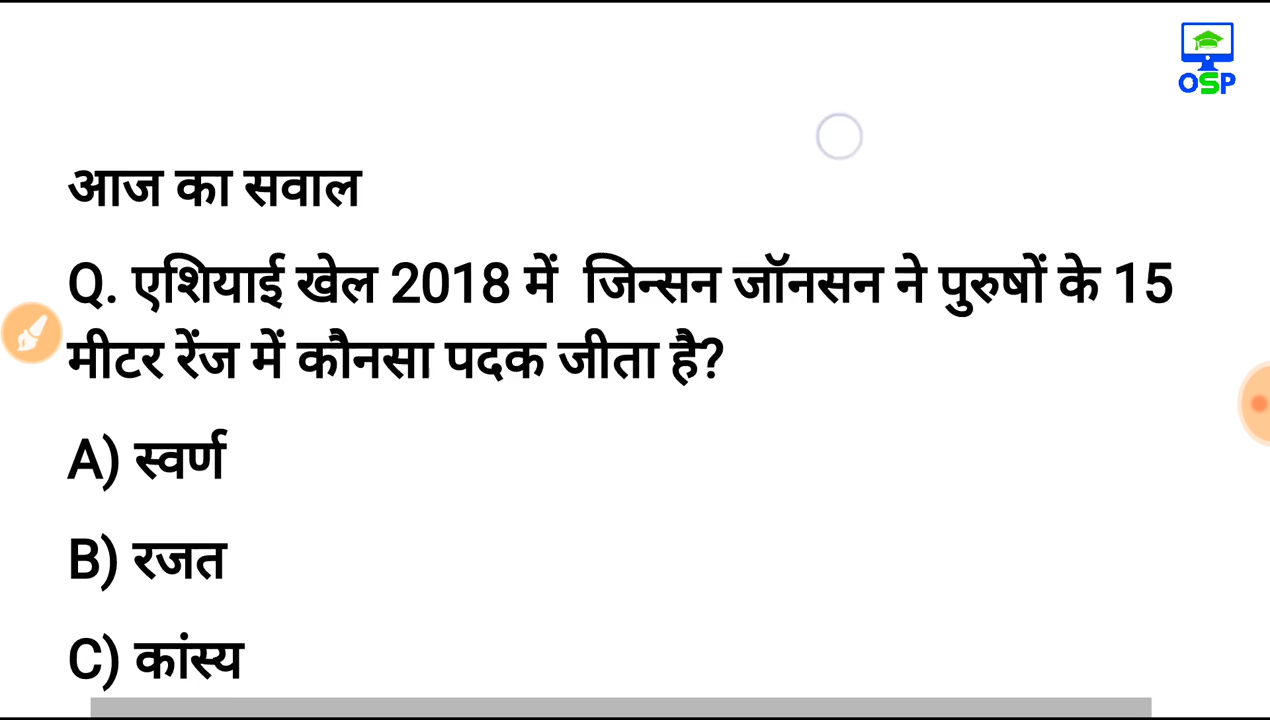 OSP
आज का सवाल
Q. एशियाई खेल 2018 में जिन्सन जॉनसन ने पुरुषों के 15
मीटर रेंज में कौनसा पदक जीता है?
A) स्वर्ण
B) रजत
C) कांस्य